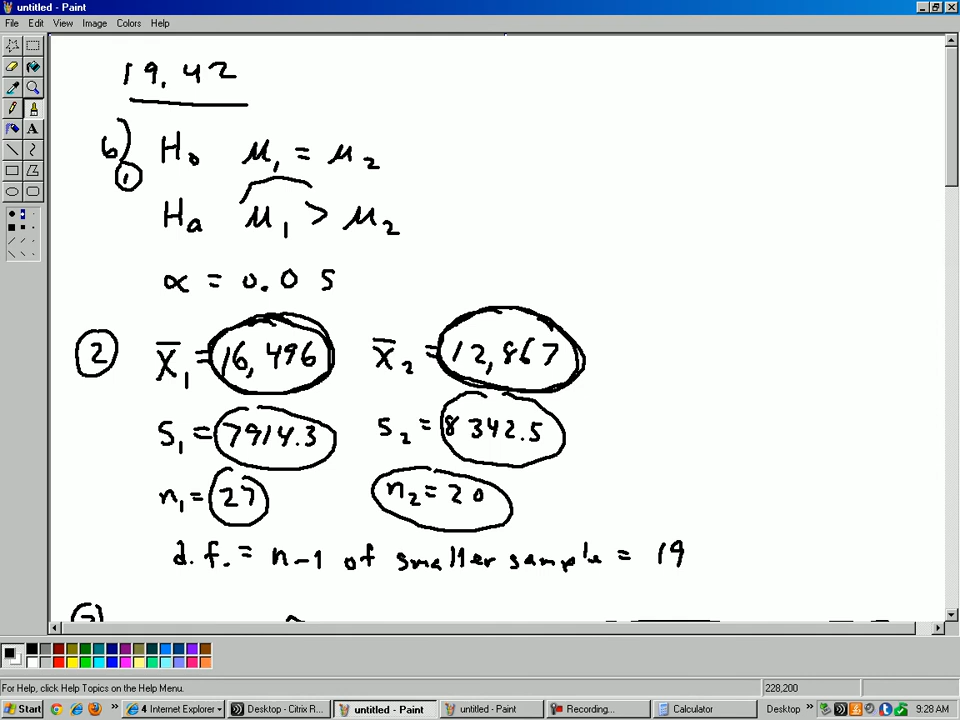 untitled - Paint
File Edit View Image Colors Help
19.42
b)
① H₀ μ₁ = μ₂
Hₐ μ₁ > μ₂
α = 0.05
② x̄₁ = 16,496 x̄₂ = 12,867
s₁ = 7914.3 s₂ = 8342.5
n₁ = 27 n₂ = 20
d.f. = n-1 of smaller sample = 19
For Help, click Help Topics on the Help Menu.
228,200
Start » 4 Internet Explorer Desktop - Citrix R... untitled - Paint untitled - Paint Recording... Calculator Desktop » 9:28 AM